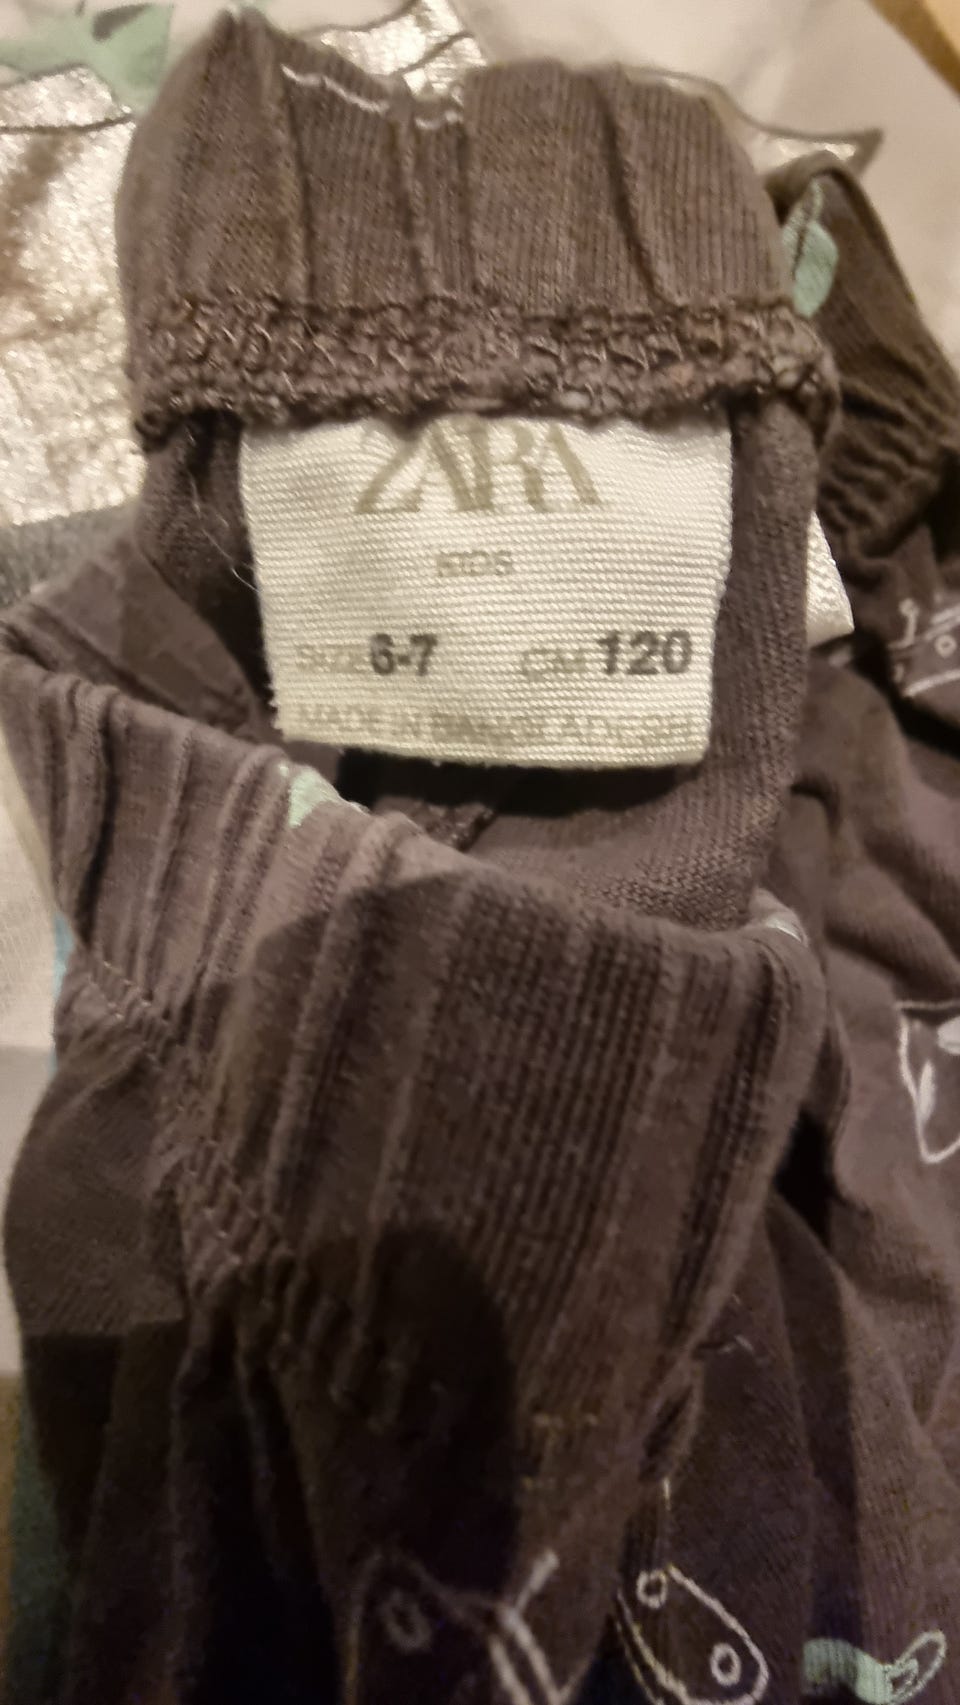 ZARA
KIDS
SIZE 6-7 CM 120
MADE IN BANGLADESH